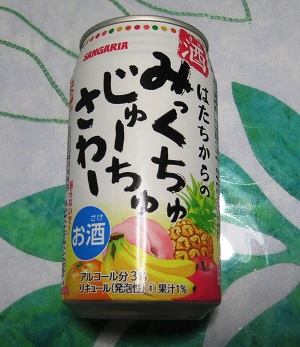 SANGARIA
酒
はたちからの
みっくちゅ
じゅーちゅ
さわー
さけ
お酒
アルコール分3%
リキュール(発泡性)① 果汁1%